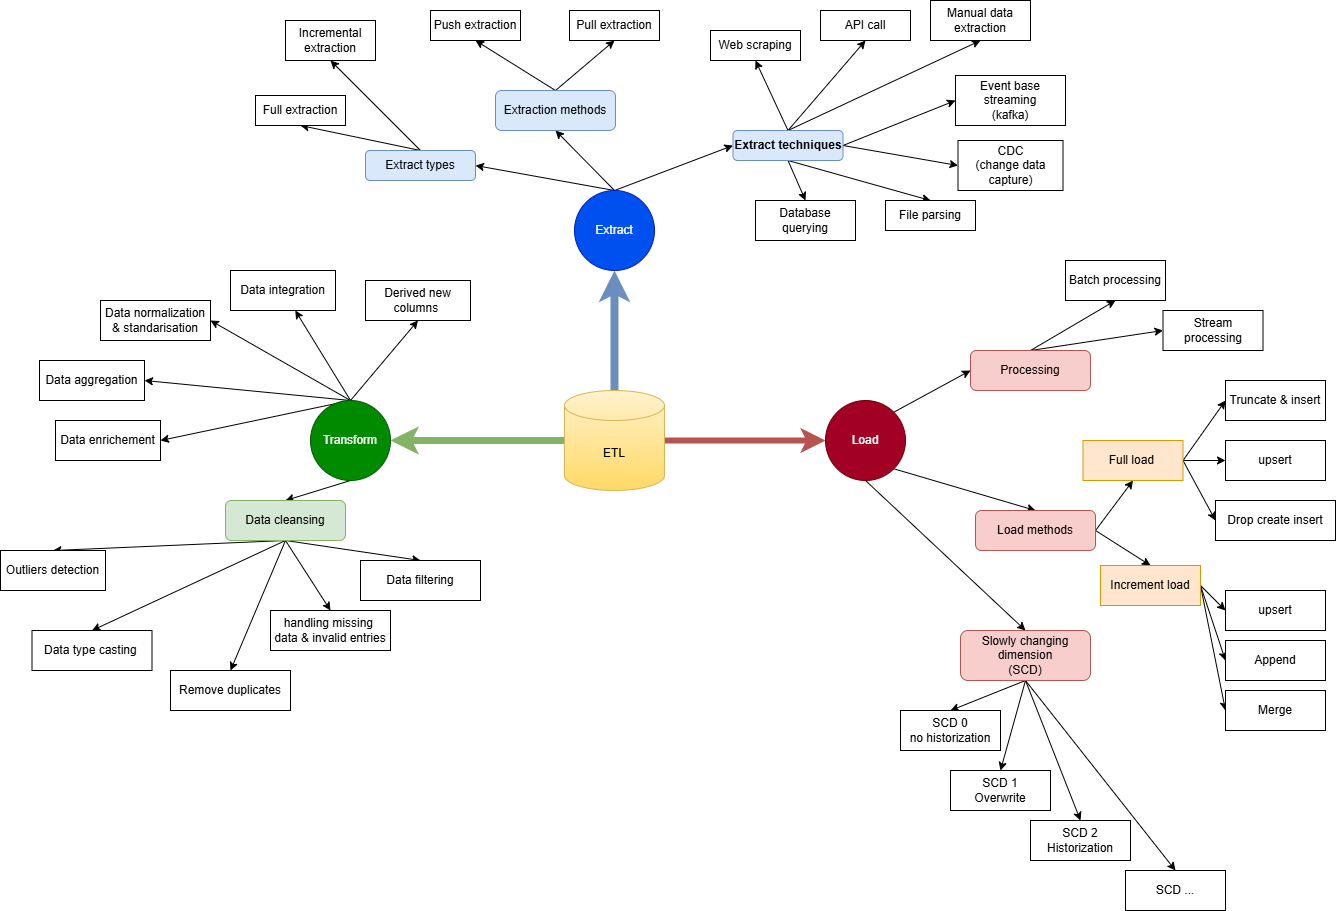 Incremental
extraction
Push extraction
Pull extraction
Web scraping
API call
Manual data
extraction
Full extraction
Extraction methods
Event base
streaming
(kafka)
Extract types
Extract techniques
CDC
(change data
capture)
Database
querying
File parsing
Extract
Data normalization
& standarisation
Data integration
Derived new
columns
Batch processing
Stream
processing
Data aggregation
Processing
Data enrichement
Transform
ETL
Load
Truncate & insert
Full load
upsert
Drop create insert
Data cleansing
Load methods
Increment load
Outliers detection
Data filtering
upsert
handling missing
data & invalid entries
Data type casting
Slowly changing
dimension
(SCD)
Append
Remove duplicates
Merge
SCD 0
no historization
SCD 1
Overwrite
SCD 2
Historization
SCD ...